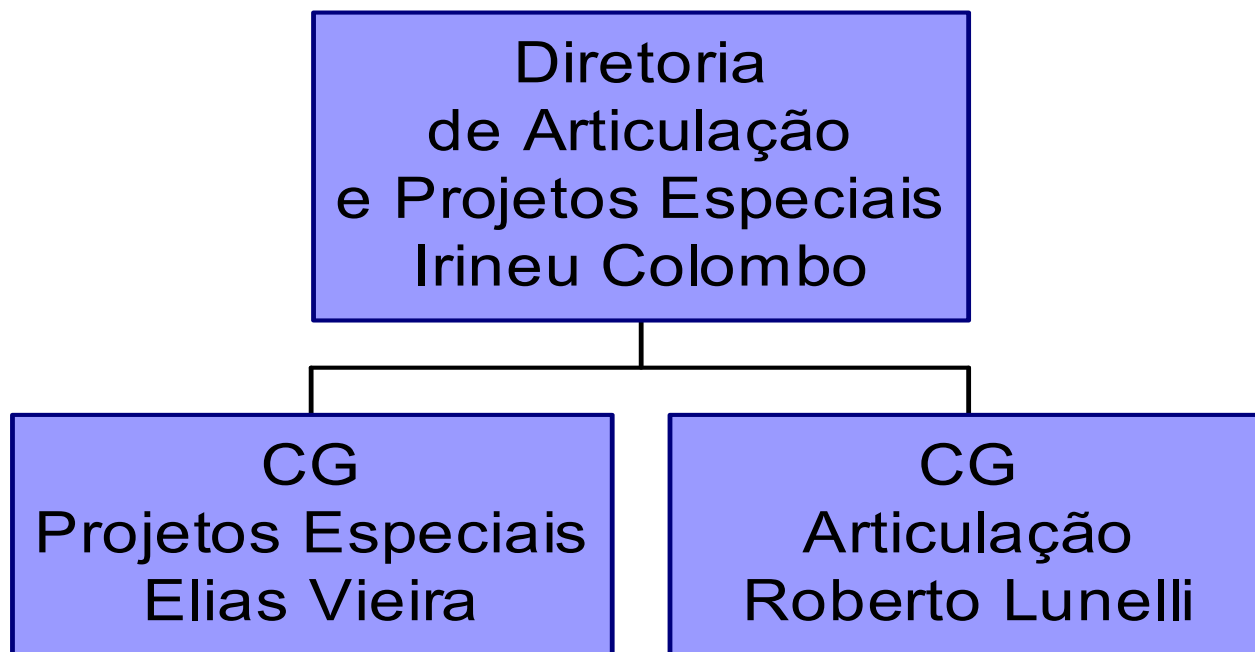 Diretoria
de Articulação
e Projetos Especiais
Irineu Colombo
CG
Projetos Especiais
Elias Vieira
CG
Articulação
Roberto Lunelli